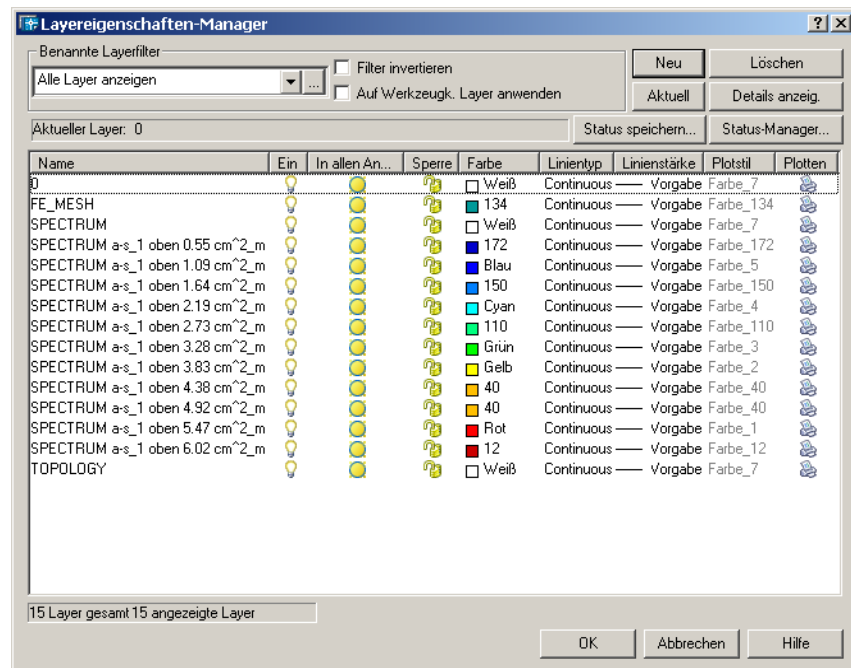 Layereigenschaften-Manager
Benannte Layerfilter
Alle Layer anzeigen
...
Filter invertieren
Auf Werkzeugk. Layer anwenden
Neu
Löschen
Aktuell
Details anzeig.
Aktueller Layer: 0
Status speichern...
Status-Manager...
Name Ein In allen An... Sperre Farbe Linientyp Linienstärke Plotstil Plotten
0 Weiß Continuous Vorgabe Farbe_7
FE_MESH 134 Continuous Vorgabe Farbe_134
SPECTRUM Weiß Continuous Vorgabe Farbe_7
SPECTRUM a-s_1 oben 0.55 cm^2_m 172 Continuous Vorgabe Farbe_172
SPECTRUM a-s_1 oben 1.09 cm^2_m Blau Continuous Vorgabe Farbe_5
SPECTRUM a-s_1 oben 1.64 cm^2_m 150 Continuous Vorgabe Farbe_150
SPECTRUM a-s_1 oben 2.19 cm^2_m Cyan Continuous Vorgabe Farbe_4
SPECTRUM a-s_1 oben 2.73 cm^2_m 110 Continuous Vorgabe Farbe_110
SPECTRUM a-s_1 oben 3.28 cm^2_m Grün Continuous Vorgabe Farbe_3
SPECTRUM a-s_1 oben 3.83 cm^2_m Gelb Continuous Vorgabe Farbe_2
SPECTRUM a-s_1 oben 4.38 cm^2_m 40 Continuous Vorgabe Farbe_40
SPECTRUM a-s_1 oben 4.92 cm^2_m 40 Continuous Vorgabe Farbe_40
SPECTRUM a-s_1 oben 5.47 cm^2_m Rot Continuous Vorgabe Farbe_1
SPECTRUM a-s_1 oben 6.02 cm^2_m 12 Continuous Vorgabe Farbe_12
TOPOLOGY Weiß Continuous Vorgabe Farbe_7
15 Layer gesamt 15 angezeigte Layer
OK
Abbrechen
Hilfe